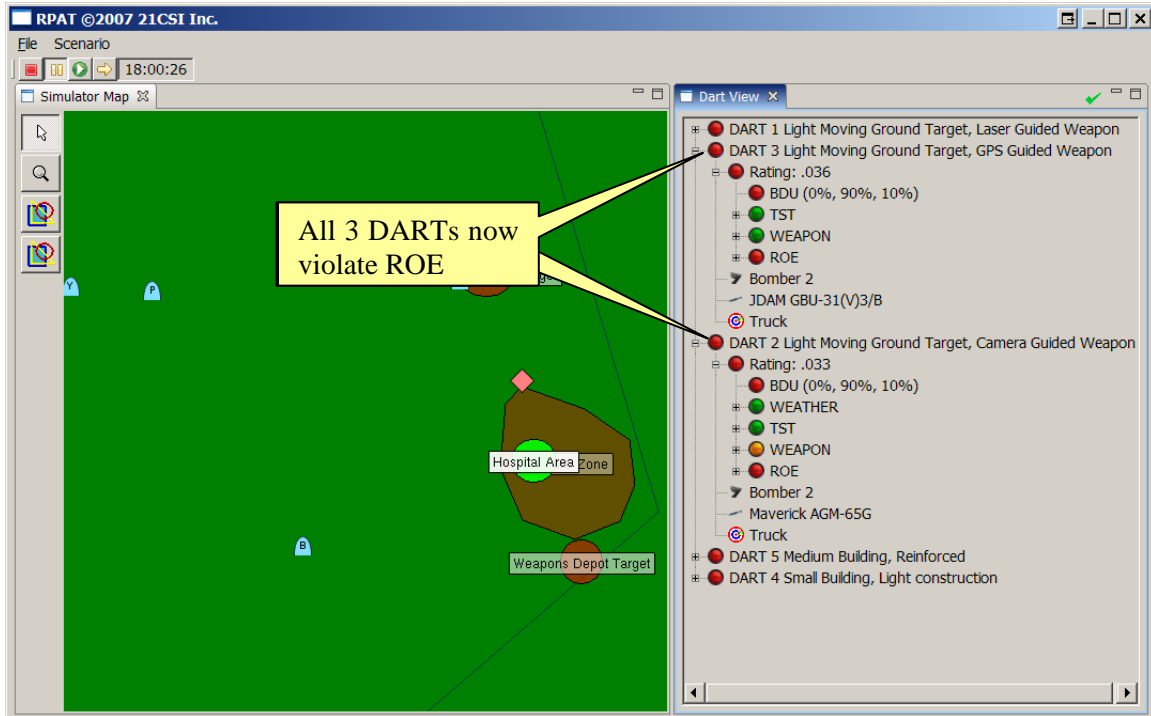 RPAT ©2007 21CSI Inc.
File Scenario
18:00:26
Simulator Map
Dart View
DART 1 Light Moving Ground Target, Laser Guided Weapon
DART 3 Light Moving Ground Target, GPS Guided Weapon
Rating: .036
BDU (0%, 90%, 10%)
TST
WEAPON
ROE
Bomber 2
JDAM GBU-31(V)3/B
Truck
DART 2 Light Moving Ground Target, Camera Guided Weapon
Rating: .033
BDU (0%, 90%, 10%)
WEATHER
TST
WEAPON
ROE
Bomber 2
Maverick AGM-65G
Truck
DART 5 Medium Building, Reinforced
DART 4 Small Building, Light construction
All 3 DARTs now
violate ROE
Y
P
Hospital Area
Zone
B
Weapons Depot Target